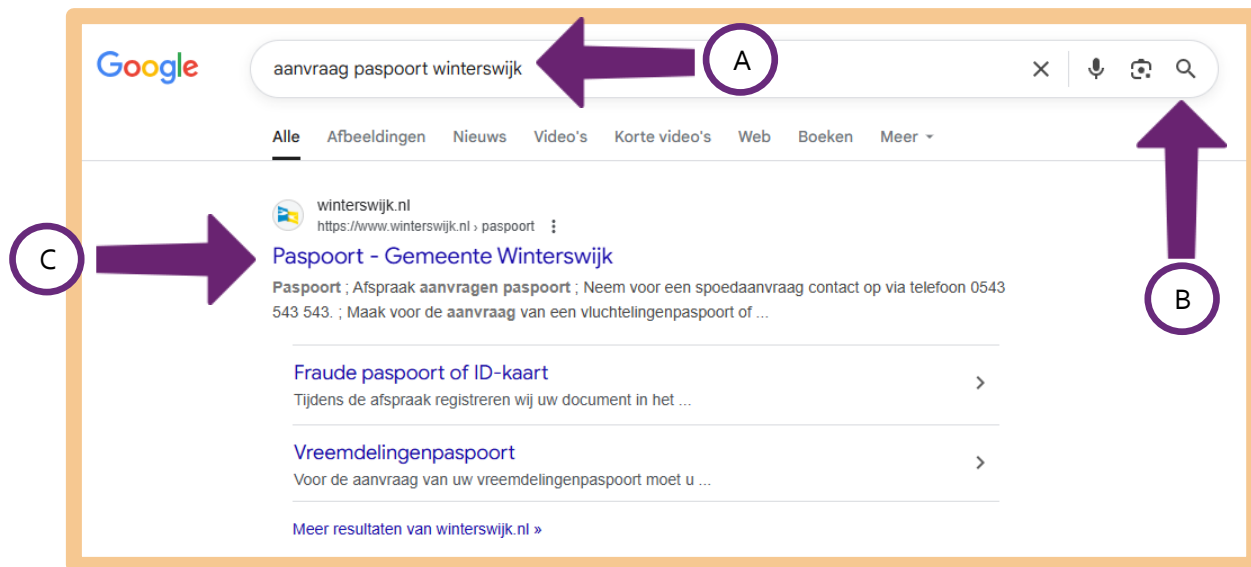 Google
aanvraag paspoort winterswijk
A
Alle Afbeeldingen Nieuws Video's Korte video's Web Boeken Meer
winterswijk.nl
https://www.winterswijk.nl › paspoort
C
Paspoort - Gemeente Winterswijk
Paspoort ; Afspraak aanvragen paspoort ; Neem voor een spoedaanvraag contact op via telefoon 0543
543 543. ; Maak voor de aanvraag van een vluchtelingenpaspoort of ...
B
Fraude paspoort of ID-kaart
Tijdens de afspraak registreren wij uw document in het ...
Vreemdelingenpaspoort
Voor de aanvraag van uw vreemdelingenpaspoort moet u ...
Meer resultaten van winterswijk.nl »